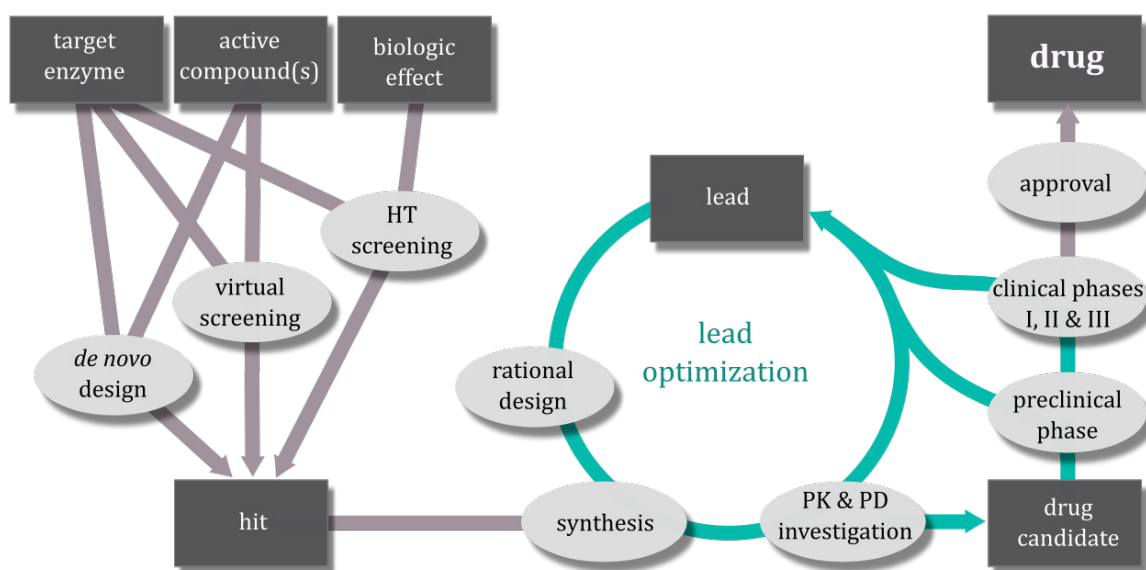 target
enzyme
active
compound(s)
biologic
effect
drug
approval
lead
HT
screening
virtual
screening
clinical phases
I, II & III
lead
optimization
de novo
design
rational
design
preclinical
phase
hit
synthesis
PK & PD
investigation
drug
candidate